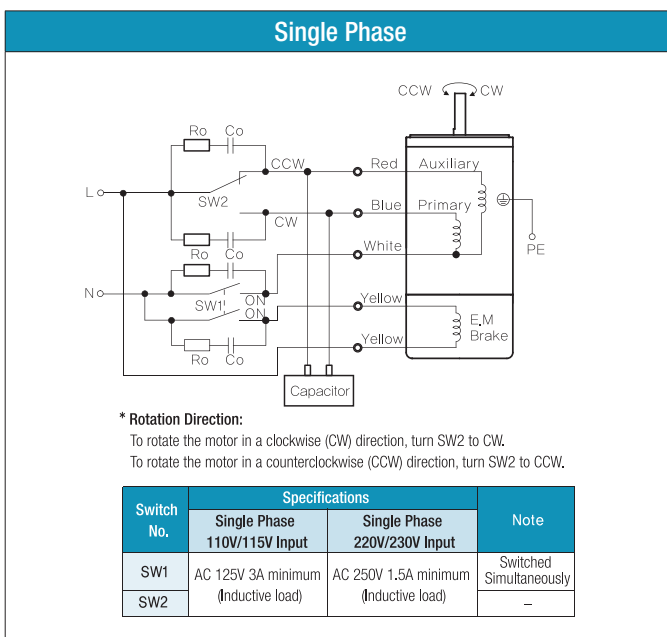 Single Phase
CCW CW
Ro Co
CCW Red Auxiliary
L
SW2
Blue Primary
CW
Ro Co
White
PE
N
SW1 ON
ON
Yellow
E.M
Brake
Yellow
Ro Co
Capacitor
* Rotation Direction:
To rotate the motor in a clockwise (CW) direction, turn SW2 to CW.
To rotate the motor in a counterclockwise (CCW) direction, turn SW2 to CCW.
Switch
No.
Specifications
Note
Single Phase
110V/115V Input
Single Phase
220V/230V Input
SW1
AC 125V 3A minimum
(Inductive load)
AC 250V 1.5A minimum
(Inductive load)
Switched
Simultaneously
SW2
–